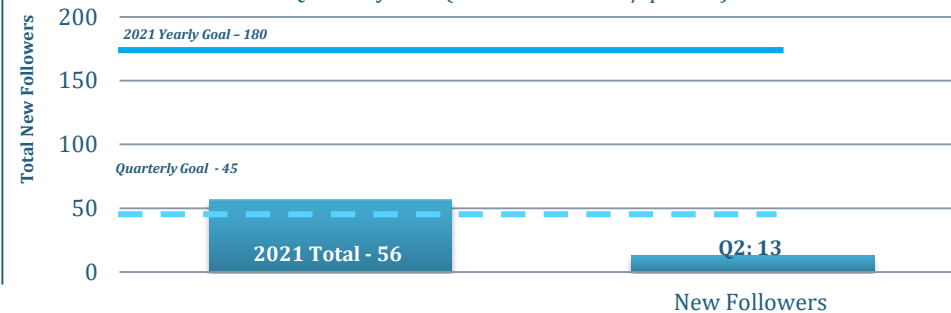 200
2021 Yearly Goal – 180
150
100
Quarterly Goal - 45
50
2021 Total - 56
Q2: 13
0
New Followers
Total New Followers